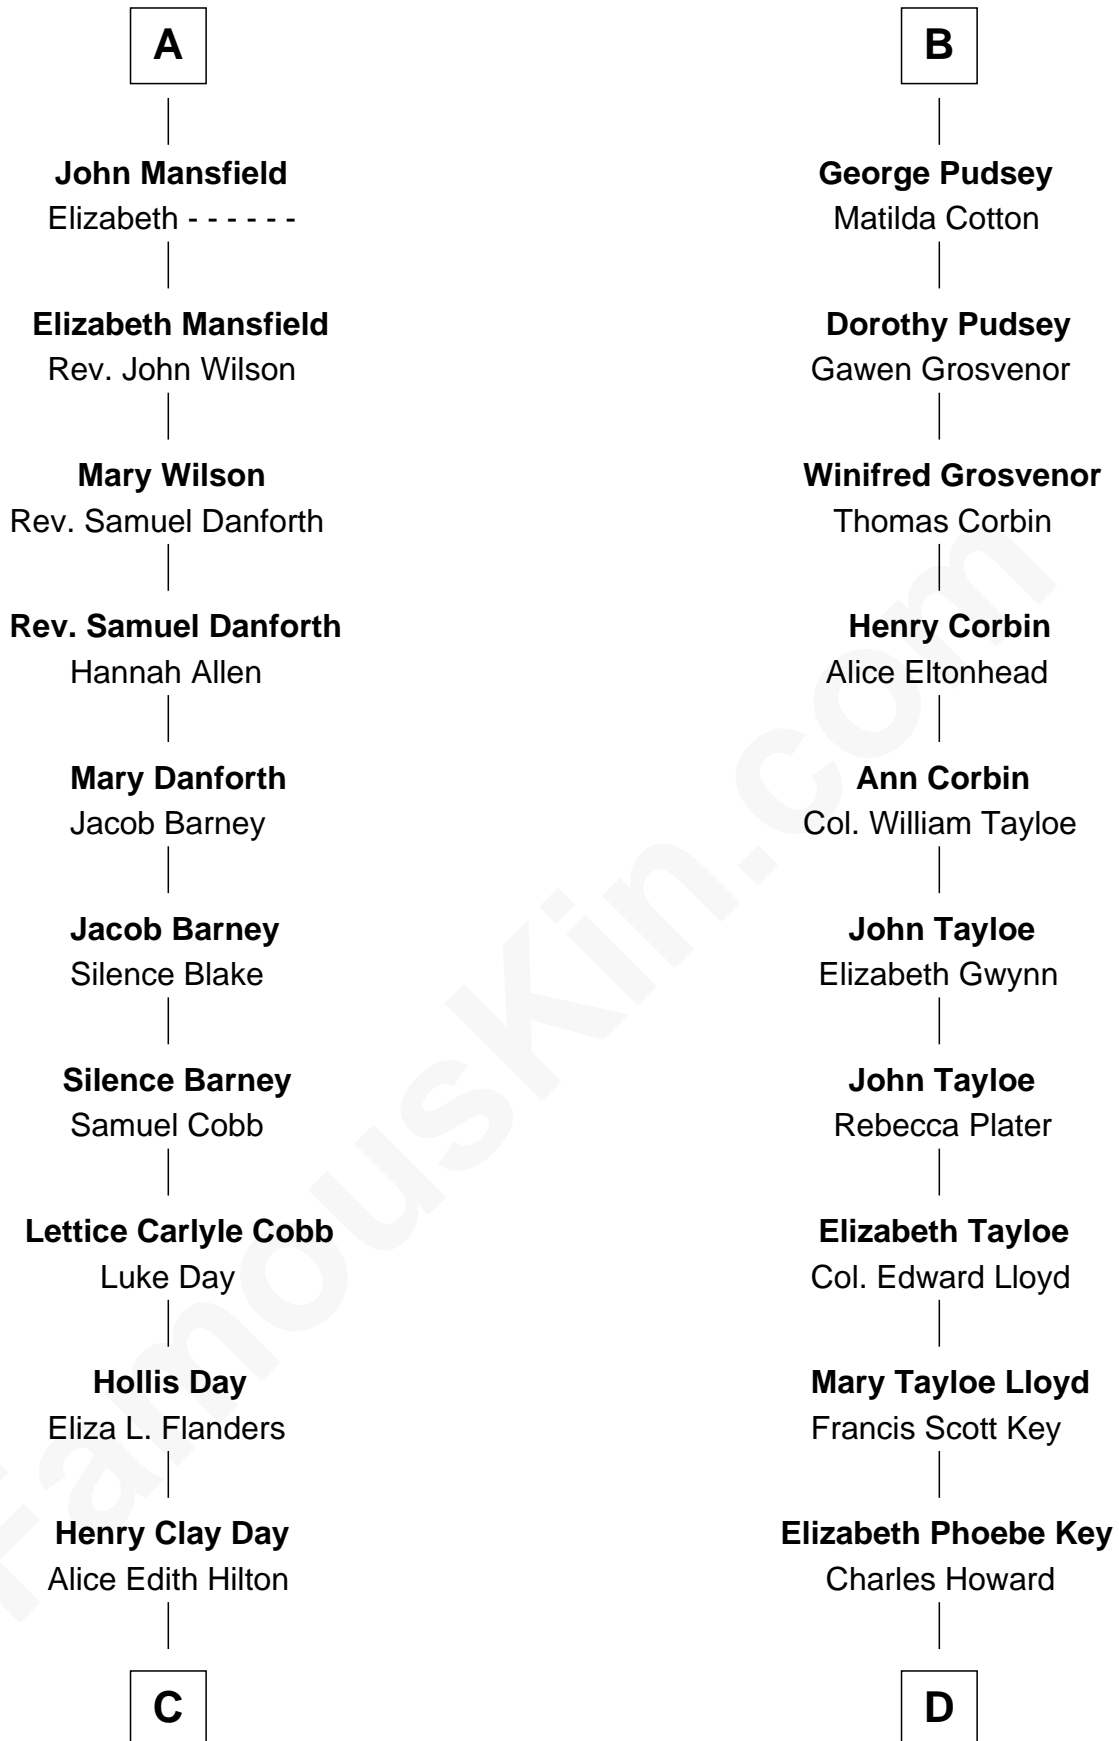 A
John Mansfield
Elizabeth - - - - - -
Elizabeth Mansfield
Rev. John Wilson
Mary Wilson
Rev. Samuel Danforth
Rev. Samuel Danforth
Hannah Allen
Mary Danforth
Jacob Barney
Jacob Barney
Silence Blake
Silence Barney
Samuel Cobb
Lettice Carlyle Cobb
Luke Day
Hollis Day
Eliza L. Flanders
Henry Clay Day
Alice Edith Hilton
C
B
George Pudsey
Matilda Cotton
Dorothy Pudsey
Gawen Grosvenor
Winifred Grosvenor
Thomas Corbin
Henry Corbin
Alice Eltonhead
Ann Corbin
Col. William Tayloe
John Tayloe
Elizabeth Gwynn
John Tayloe
Rebecca Plater
Elizabeth Tayloe
Col. Edward Lloyd
Mary Tayloe Lloyd
Francis Scott Key
Elizabeth Phoebe Key
Charles Howard
D
FamousKin.com